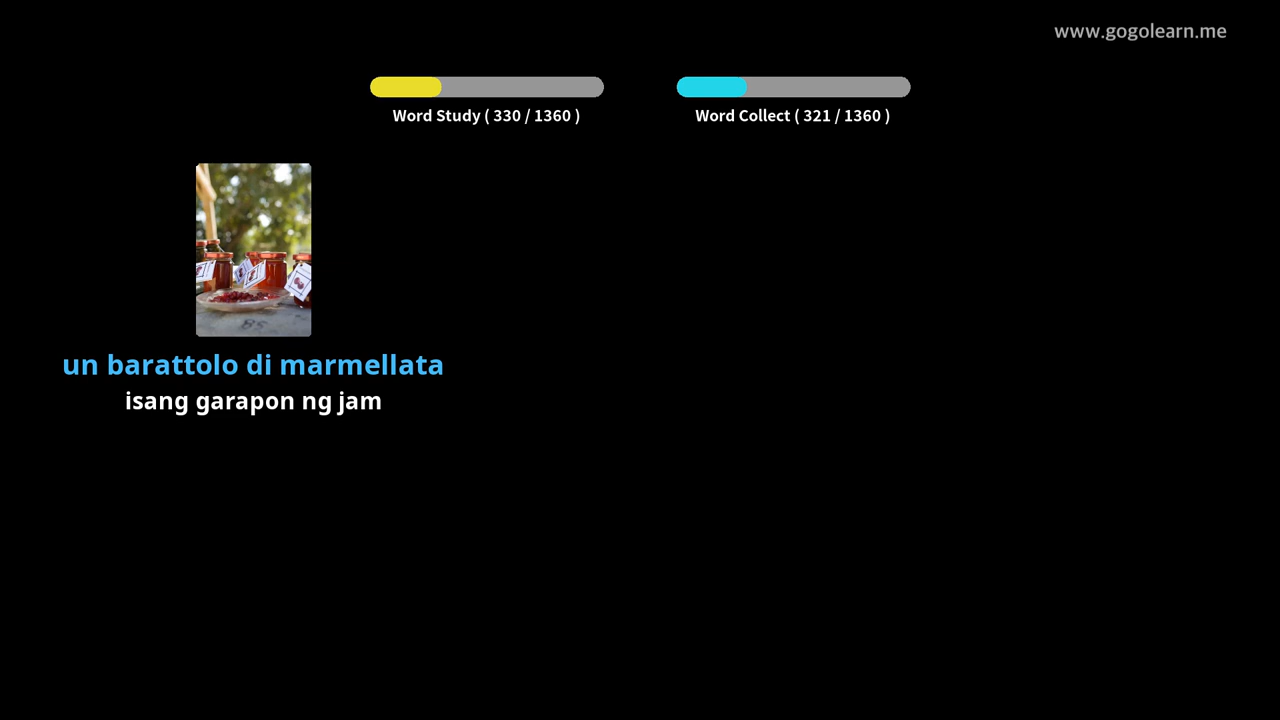 www.gogolearn.me
Word Study ( 330 / 1360 )
Word Collect ( 321 / 1360 )
un barattolo di marmellata
isang garapon ng jam